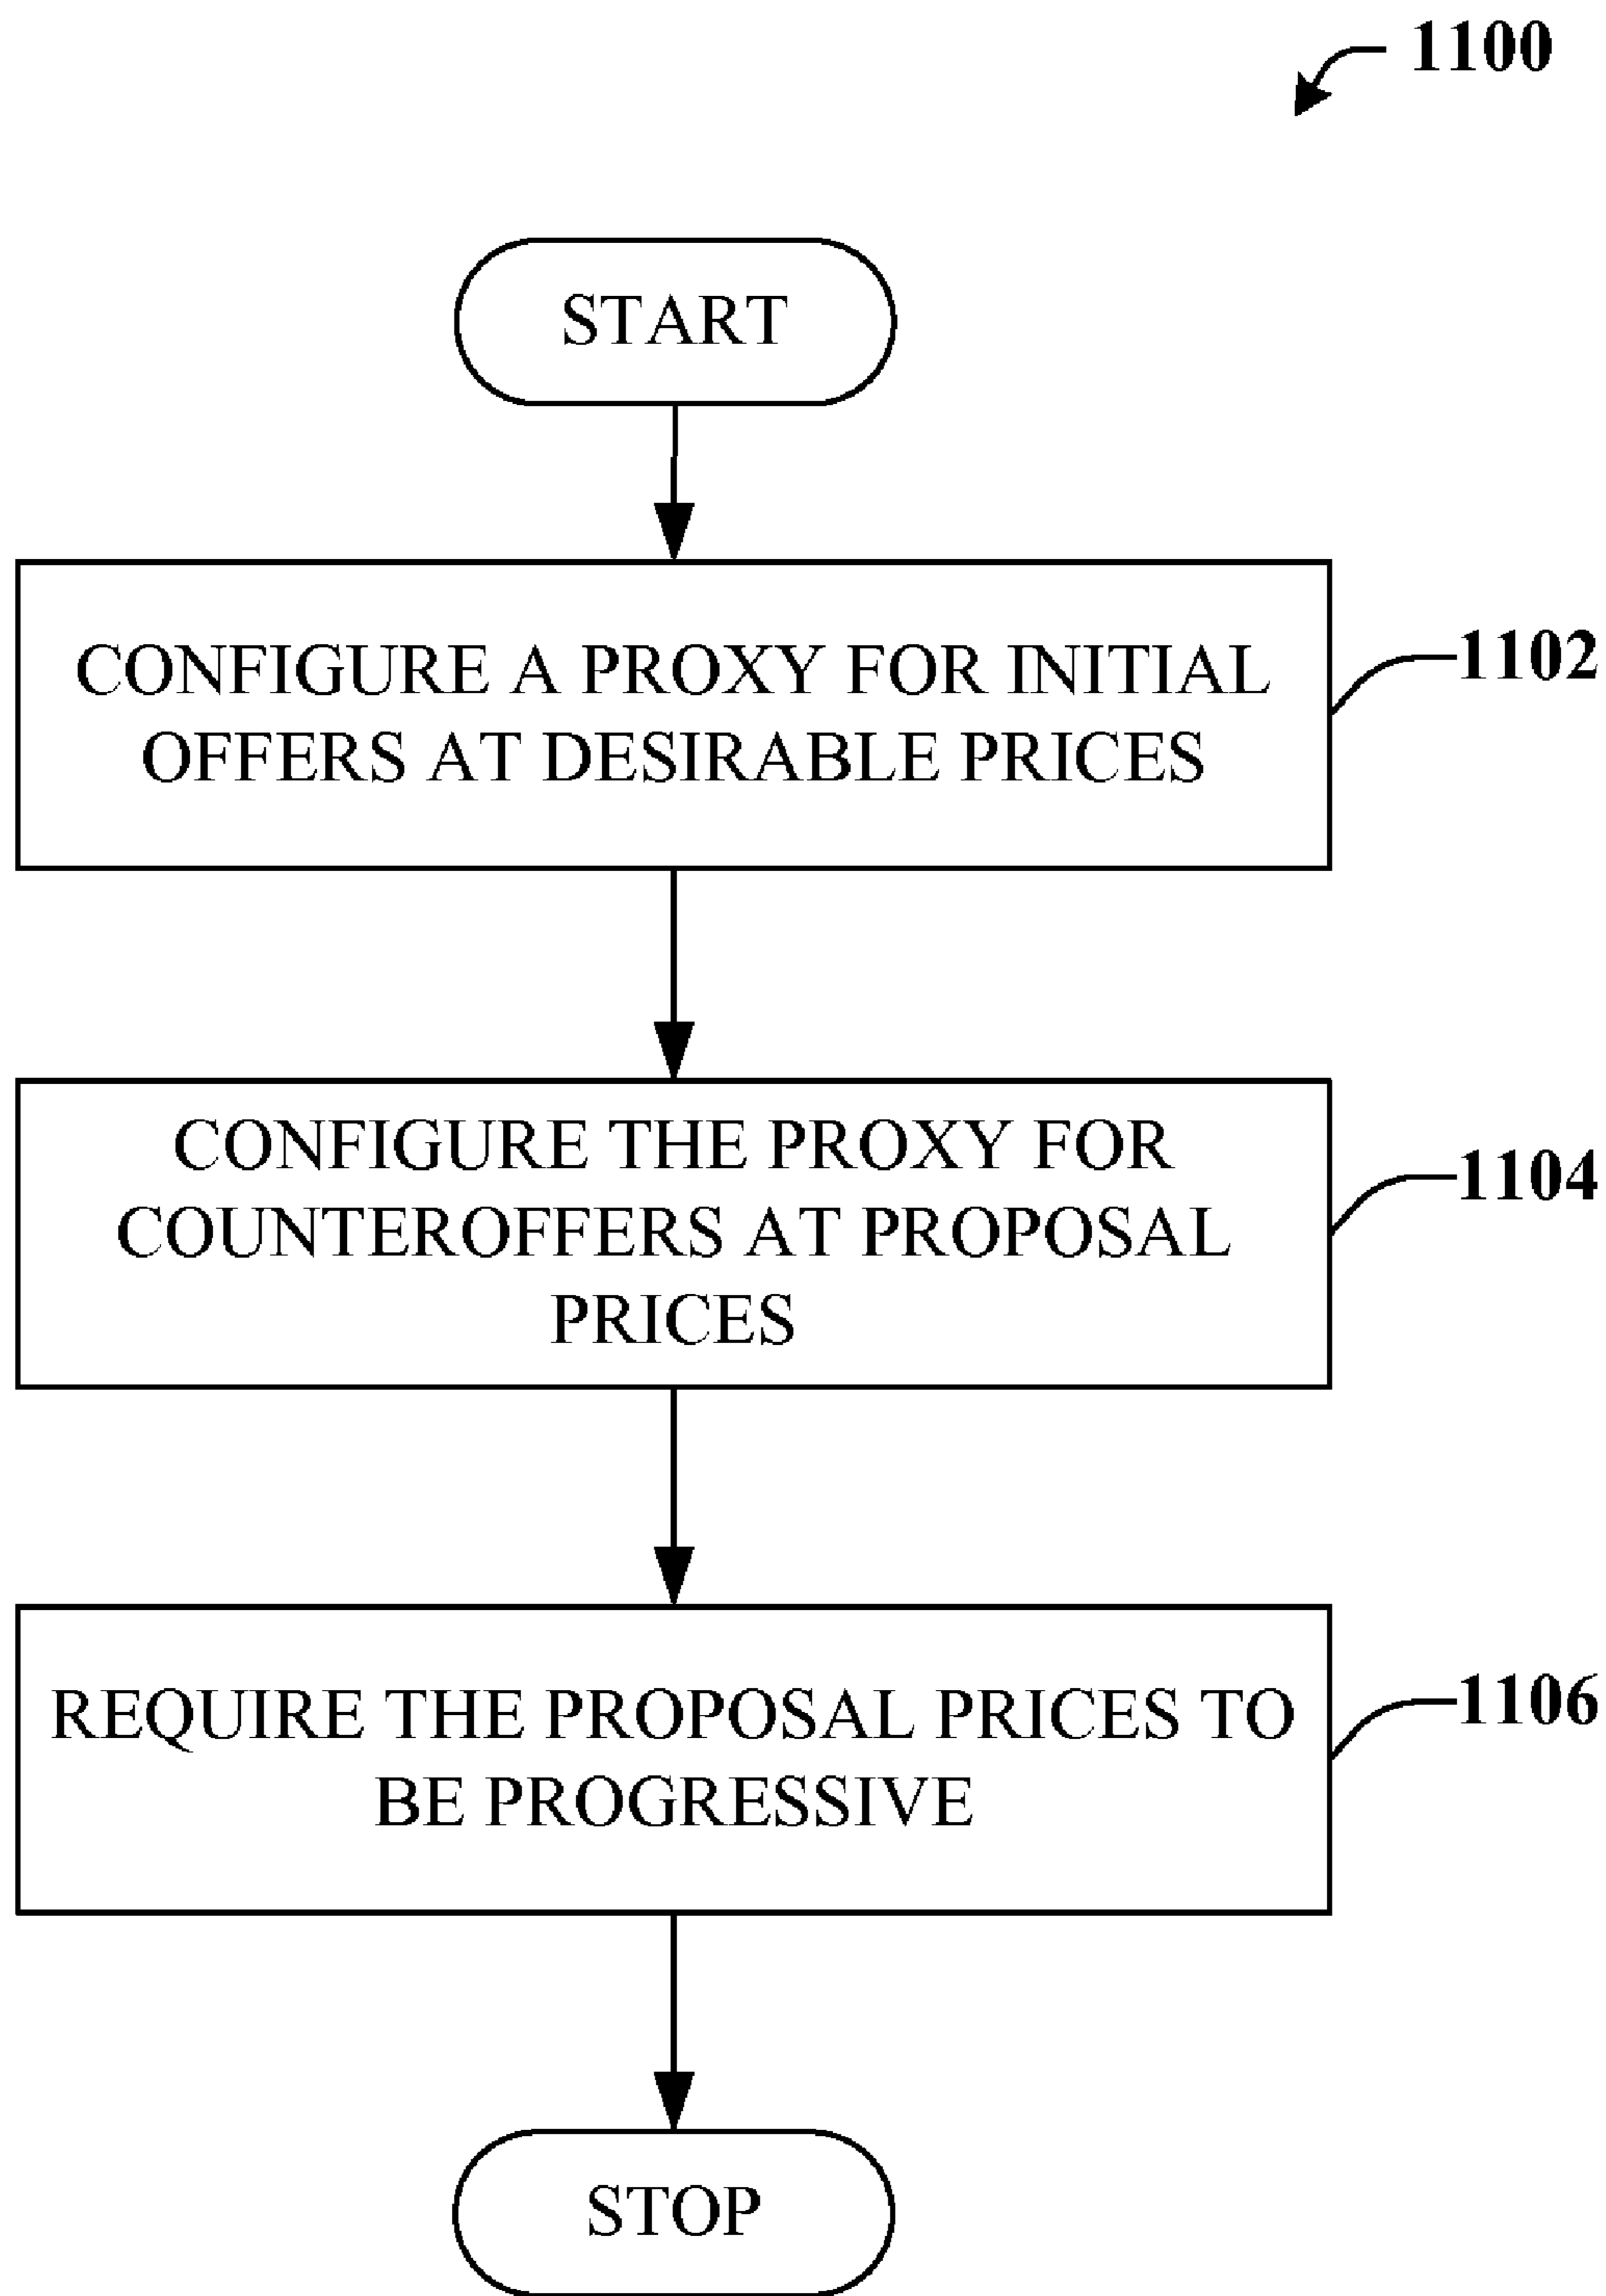 1100
START
CONFIGURE A PROXY FOR INITIAL
OFFERS AT DESIRABLE PRICES
1102
CONFIGURE THE PROXY FOR
COUNTEROFFERS AT PROPOSAL
PRICES
1104
REQUIRE THE PROPOSAL PRICES TO
BE PROGRESSIVE
1106
STOP